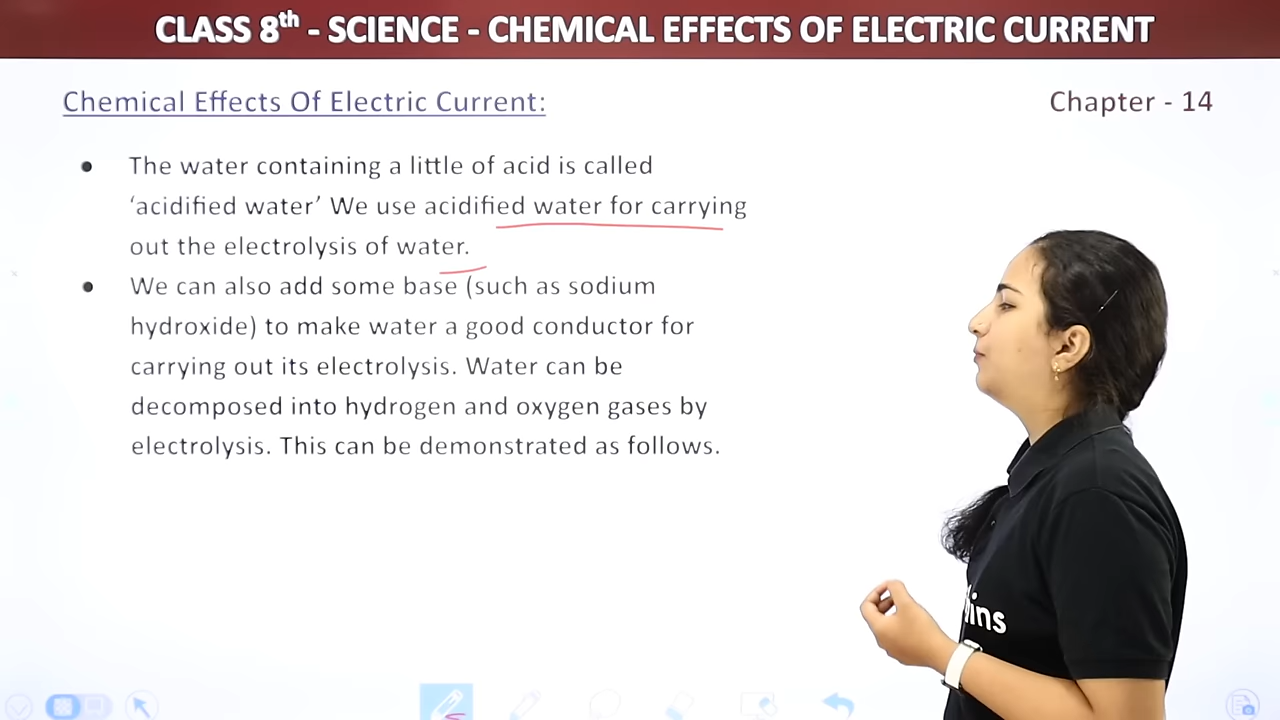 CLASS 8th - SCIENCE - CHEMICAL EFFECTS OF ELECTRIC CURRENT
Chemical Effects Of Electric Current:
Chapter - 14
• The water containing a little of acid is called
‘acidified water’ We use acidified water for carrying
out the electrolysis of water.
• We can also add some base (such as sodium
hydroxide) to make water a good conductor for
carrying out its electrolysis. Water can be
decomposed into hydrogen and oxygen gases by
electrolysis. This can be demonstrated as follows.